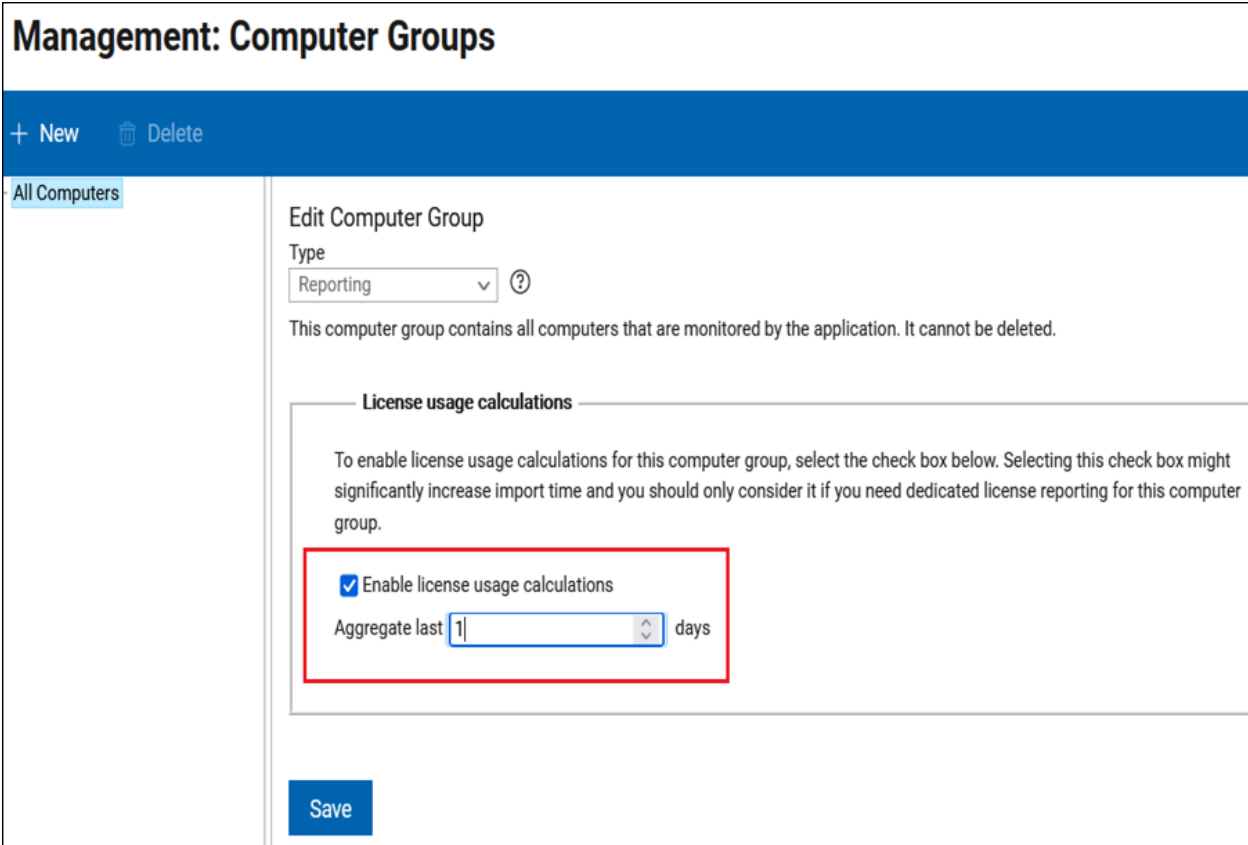 Management: Computer Groups
New
Delete
All Computers
Edit Computer Group
Type
Reporting
This computer group contains all computers that are monitored by the application. It cannot be deleted.
License usage calculations
To enable license usage calculations for this computer group, select the check box below. Selecting this check box might
significantly increase import time and you should only consider it if you need dedicated license reporting for this computer
group.
Enable license usage calculations
Aggregate last 1 days
Save